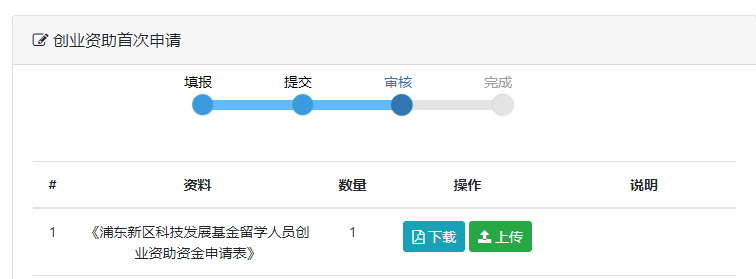 创业资助首次申请
填报 提交 审核 完成
# 资料 数量 操作 说明
1 《浦东新区科技发展基金留学人员创 1 下载 上传
业资助资金申请表》